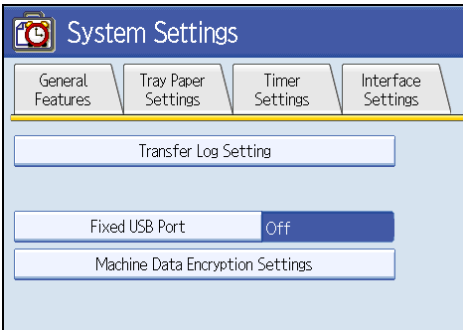 System Settings
General Features
Tray Paper Settings
Timer Settings
Interface Settings
Transfer Log Setting
Fixed USB Port Off
Machine Data Encryption Settings